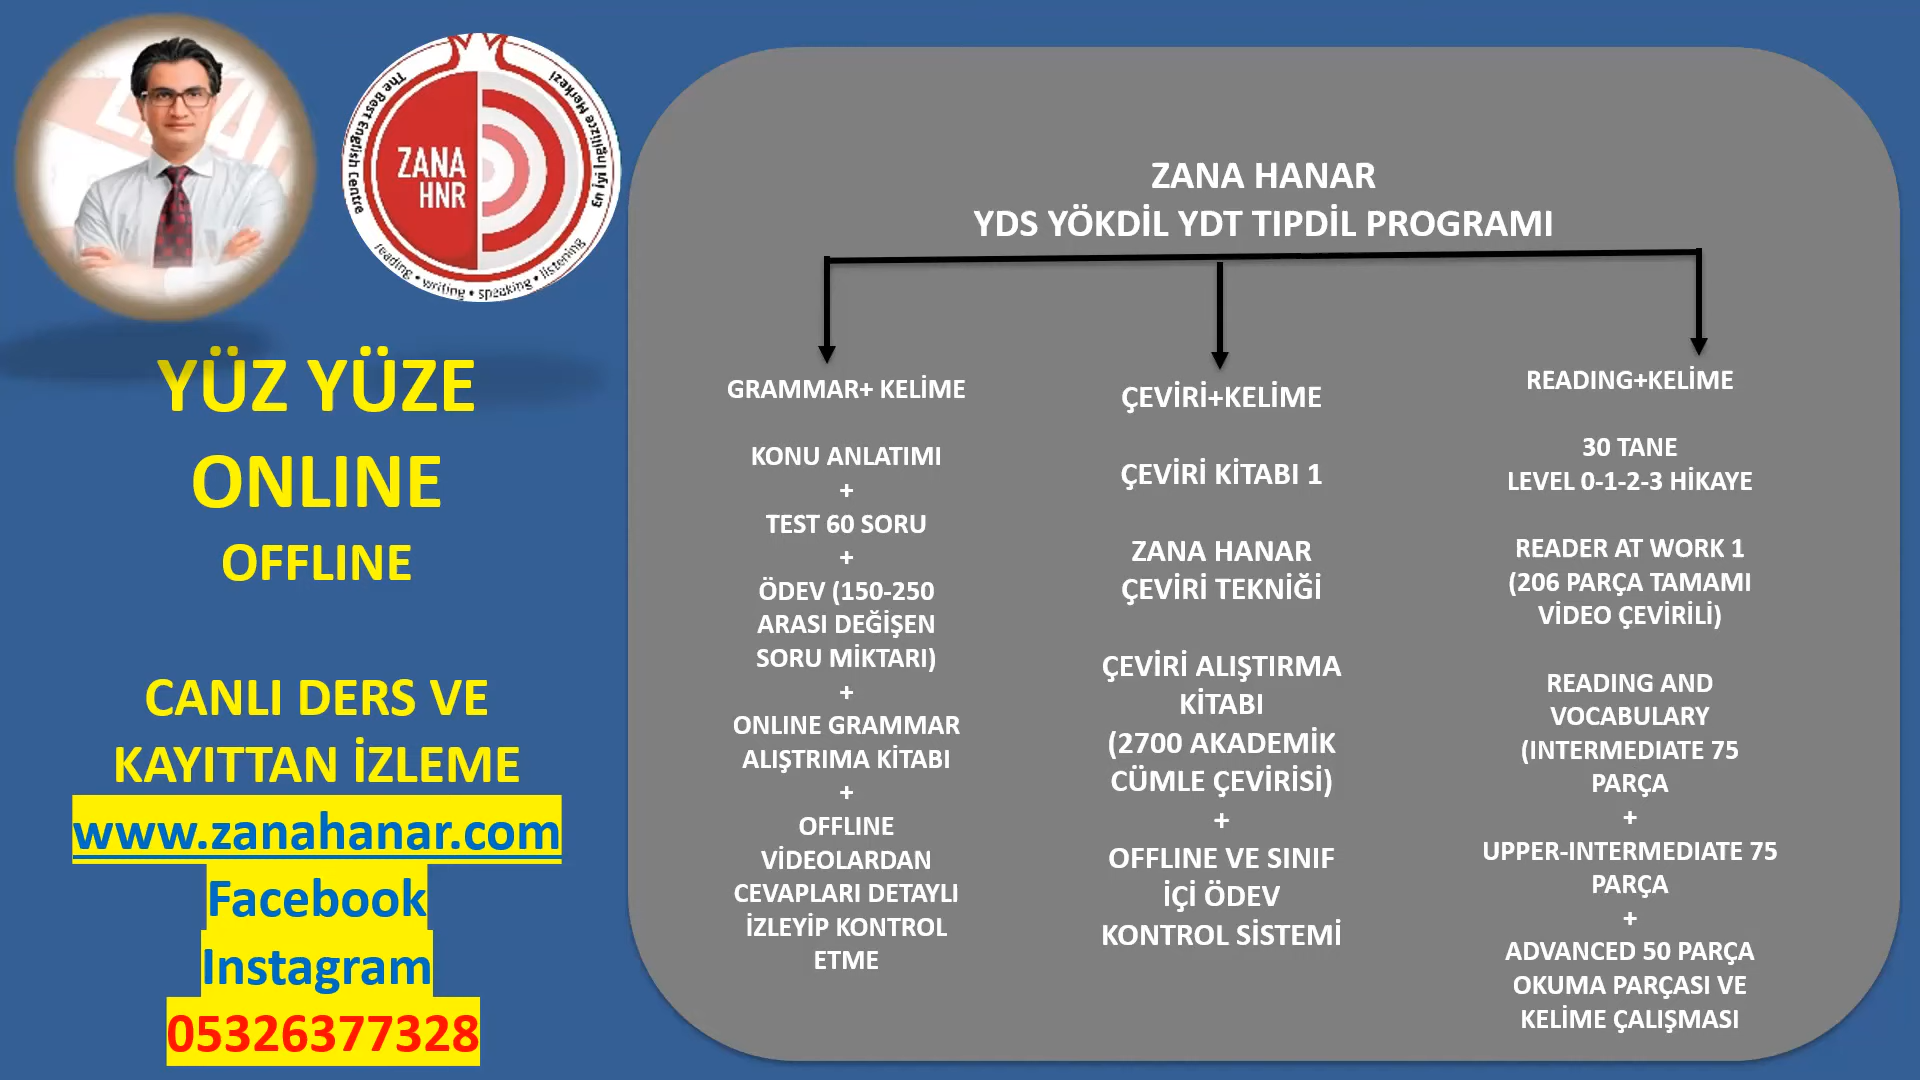 The Best English Centre
En İyi İngilizce Merkezi
ZANA
HNR
reading • writing • speaking • listening
YÜZ YÜZE
ONLINE
OFFLINE
CANLI DERS VE
KAYITTAN İZLEME
www.zanahanar.com
Facebook
Instagram
05326377328
ZANA HANAR
YDS YÖKDİL YDT TIPDİL PROGRAMI
GRAMMAR+ KELİME
KONU ANLATIMI
+
TEST 60 SORU
+
ÖDEV (150-250
ARASI DEĞİŞEN
SORU MİKTARI)
+
ONLINE GRAMMAR
ALIŞTRIMA KİTABI
+
OFFLINE
VİDEOLARDAN
CEVAPLARI DETAYLI
İZLEYİP KONTROL
ETME
ÇEVİRİ+KELİME
ÇEVİRİ KİTABI 1
ZANA HANAR
ÇEVİRİ TEKNİĞİ
ÇEVİRİ ALIŞTIRMA
KİTABI
(2700 AKADEMİK
CÜMLE ÇEVİRİSİ)
+
OFFLINE VE SINIF
İÇİ ÖDEV
KONTROL SİSTEMİ
READING+KELİME
30 TANE
LEVEL 0-1-2-3 HİKAYE
READER AT WORK 1
(206 PARÇA TAMAMI
VİDEO ÇEVİRİLİ)
READING AND
VOCABULARY
(INTERMEDIATE 75
PARÇA
+
UPPER-INTERMEDIATE 75
PARÇA
+
ADVANCED 50 PARÇA
OKUMA PARÇASI VE
KELİME ÇALIŞMASI